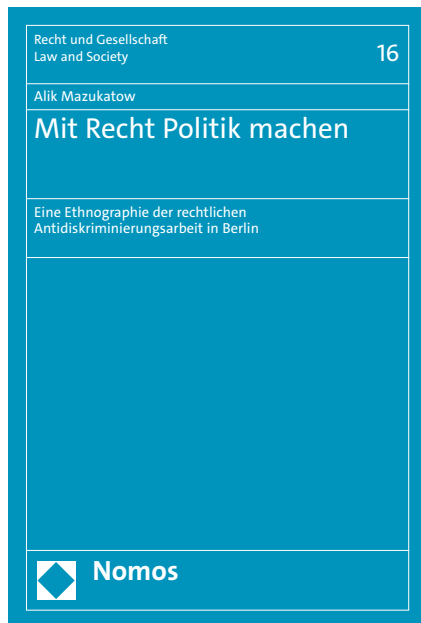 Recht und Gesellschaft
Law and Society
16
Alik Mazukatow
Mit Recht Politik machen
Eine Ethnographie der rechtlichen
Antidiskriminierungsarbeit in Berlin
Nomos